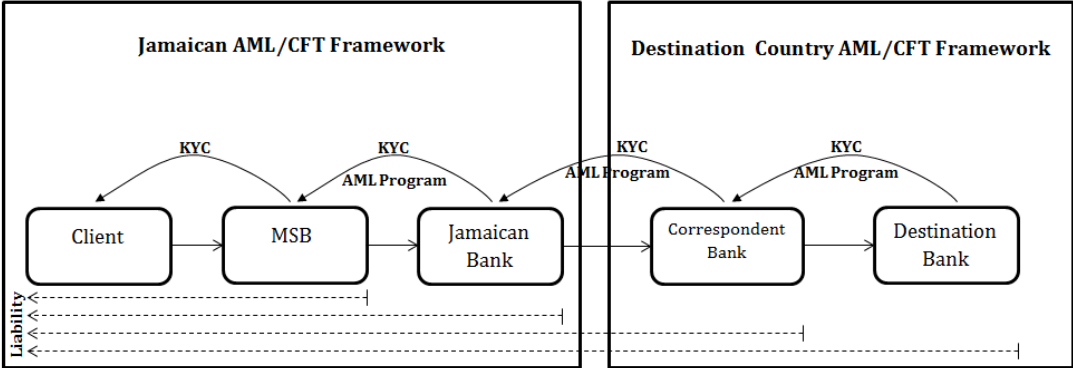 Jamaican AML/CFT Framework
Destination Country AML/CFT Framework
KYC
KYC
AML Program
KYC
AML Program
KYC
AML Program
Client
MSB
Jamaican
Bank
Correspondent
Bank
Destination
Bank
Liability